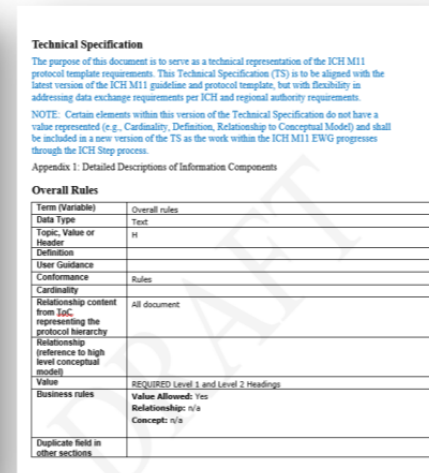 Technical Specification
The purpose of this document is to serve as a technical representation of the ICH M11
protocol template requirements. This Technical Specification (TS) is to be aligned with the
latest version of the ICH M11 guideline and protocol template, but with flexibility in
addressing data exchange requirements per ICH and regional authority requirements.
NOTE: Certain elements within this version of the Technical Specification do not have a
value represented (e.g., Cardinality, Definition, Relationship to Conceptual Model) and shall
be included in a new version of the TS as the work within the ICH M11 EWG progresses
through the ICH Step process.
Appendix 1: Detailed Descriptions of Information Components
Overall Rules
Term (Variable) Overall rules
Data Type Text
Topic, Value or H
Header
Definition
User Guidance
Conformance Rules
Cardinality
Relationship content All document
from ToC
representing the
protocol hierarchy
Relationship
(reference to high
level conceptual
model)
Value REQUIRED Level 1 and Level 2 Headings
Business rules Value Allowed: Yes
Relationship: n/a
Concept: n/a
Duplicate field in
other sections
DRAFT